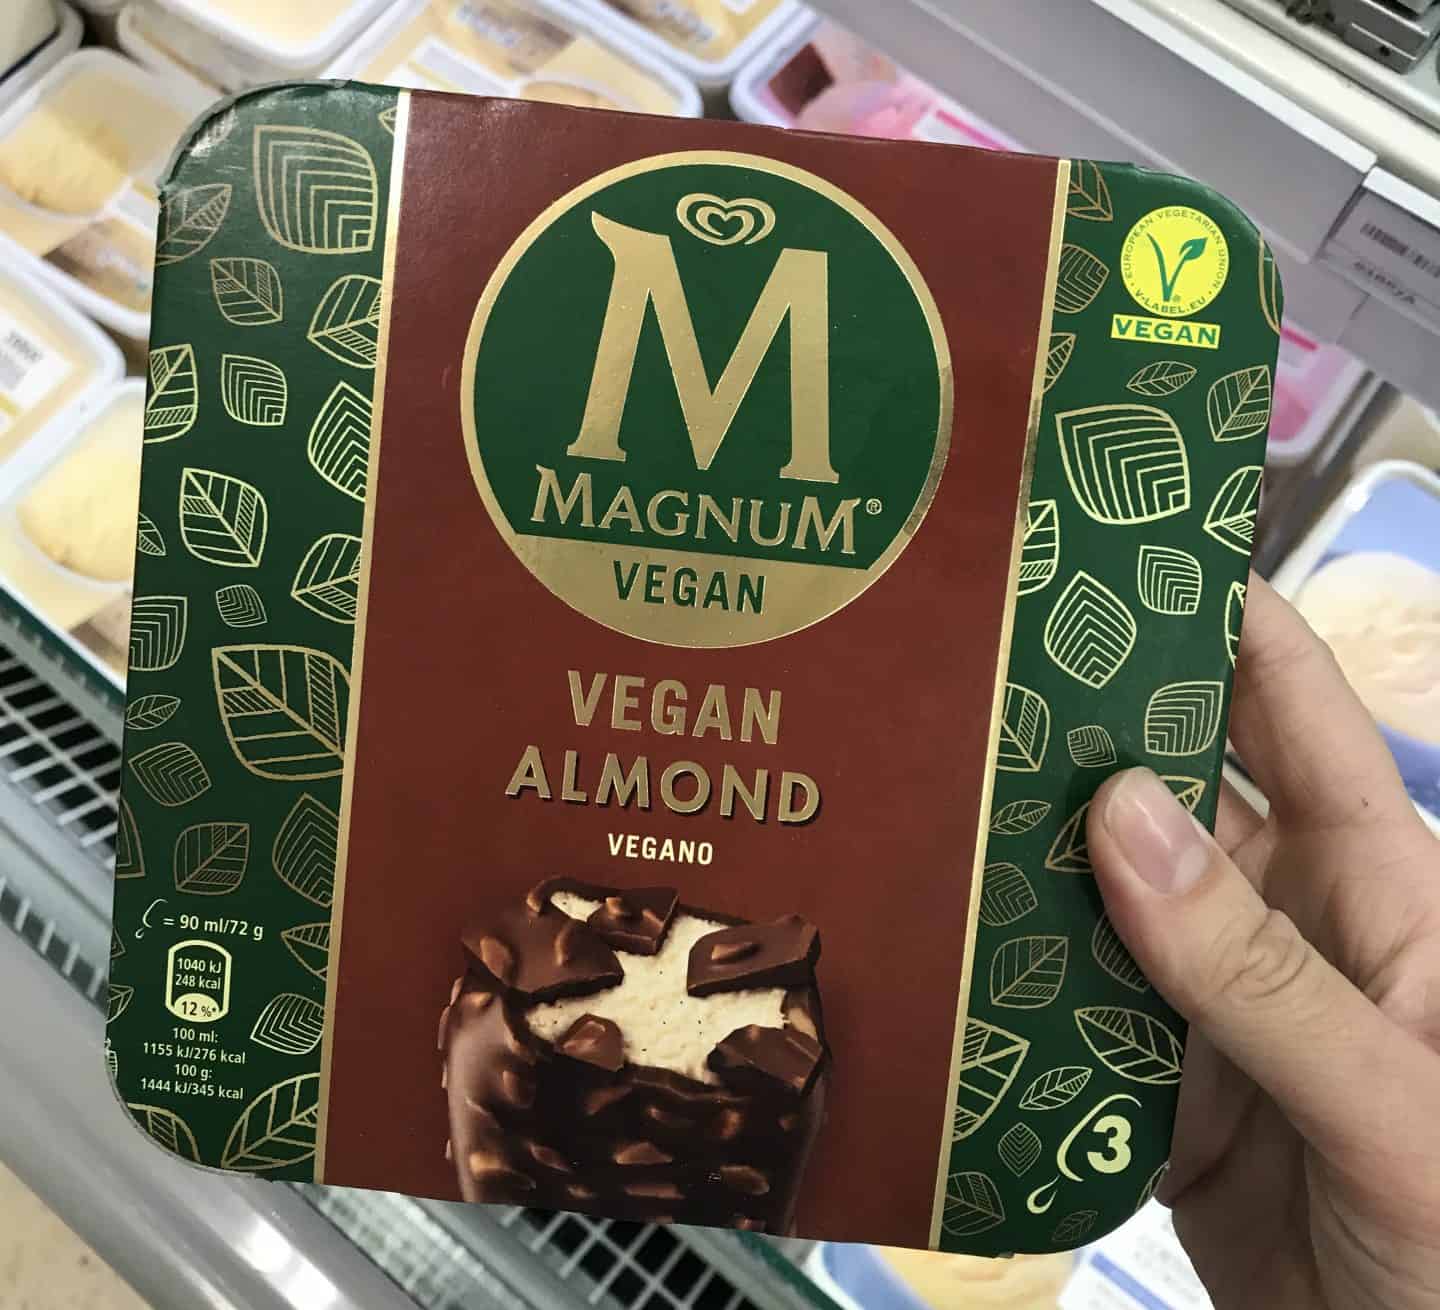 M
MAGNUM®
VEGAN
VEGAN
ALMOND
VEGANO
EUROPEAN VEGETARIAN UNION
V-LABEL.EU
VEGAN
= 90 ml/72 g
1040 kJ
248 kcal
12 %*
100 ml:
1155 kJ/276 kcal
100 g:
1444 kJ/345 kcal
3